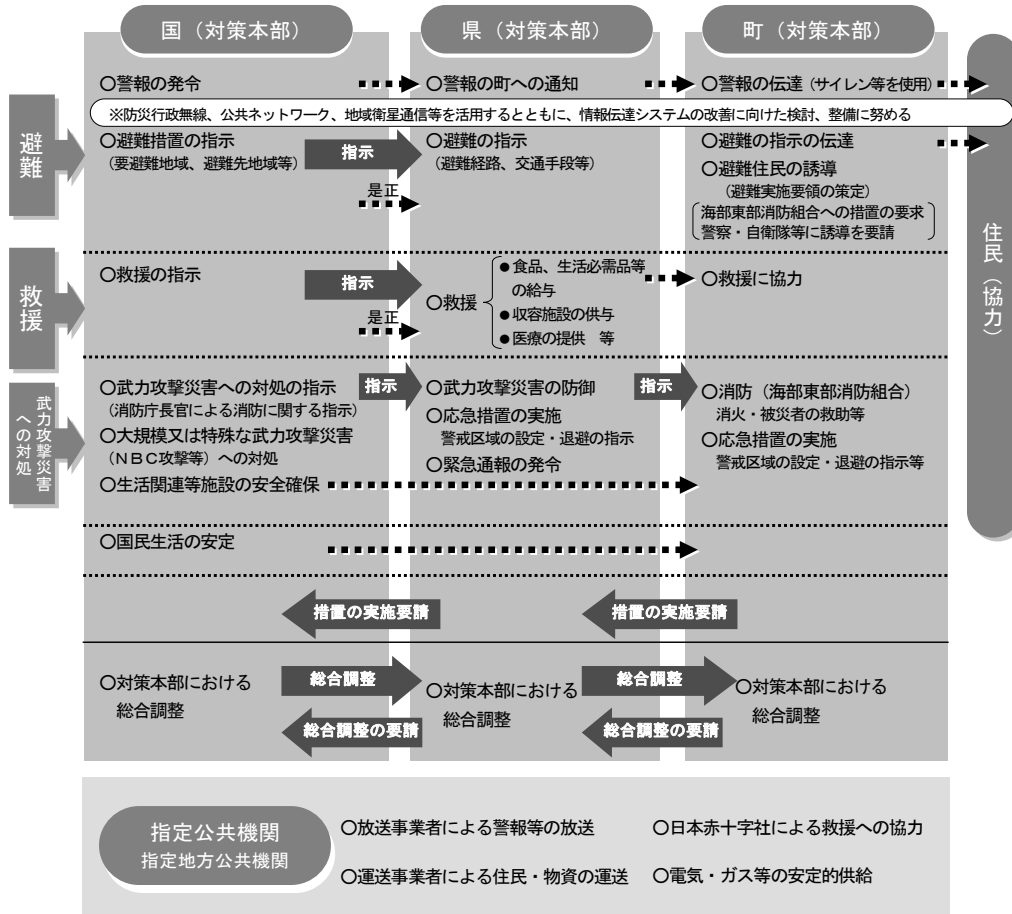 国（対策本部）
県（対策本部）
町（対策本部）
〇警報の発令
〇警報の町への通知
〇警報の伝達（サイレン等を使用）
※防災行政無線、公共ネットワーク、地域衛星通信等を活用するとともに、情報伝達システムの改善に向けた検討、整備に努める
避難
〇避難措置の指示
（要避難地域、避難先地域等）
指示
是正
〇避難の指示
（避難経路、交通手段等）
〇避難の指示の伝達
〇避難住民の誘導
（避難実施要領の策定）
海部東部消防組合への措置の要求
警察・自衛隊等に誘導を要請
住民（協力）
救援
〇救援の指示
指示
是正
〇救援
●食品、生活必需品等
の給与
●収容施設の供与
●医療の提供　等
〇救援に協力
武力攻撃災害
への対処
〇武力攻撃災害への対処の指示
（消防庁長官による消防に関する指示）
〇大規模又は特殊な武力攻撃災害
（ＮＢＣ攻撃等）への対処
〇生活関連等施設の安全確保
指示
〇武力攻撃災害の防御
〇応急措置の実施
警戒区域の設定・退避の指示
〇緊急通報の発令
指示
〇消防（海部東部消防組合）
消火・被災者の救助等
〇応急措置の実施
警戒区域の設定・退避の指示等
〇国民生活の安定
措置の実施要請
措置の実施要請
〇対策本部における
総合調整
総合調整
総合調整の要請
〇対策本部における
総合調整
総合調整
総合調整の要請
〇対策本部における
総合調整
指定公共機関
指定地方公共機関
〇放送事業者による警報等の放送
〇日本赤十字社による救援への協力
〇運送事業者による住民・物資の運送
〇電気・ガス等の安定的供給